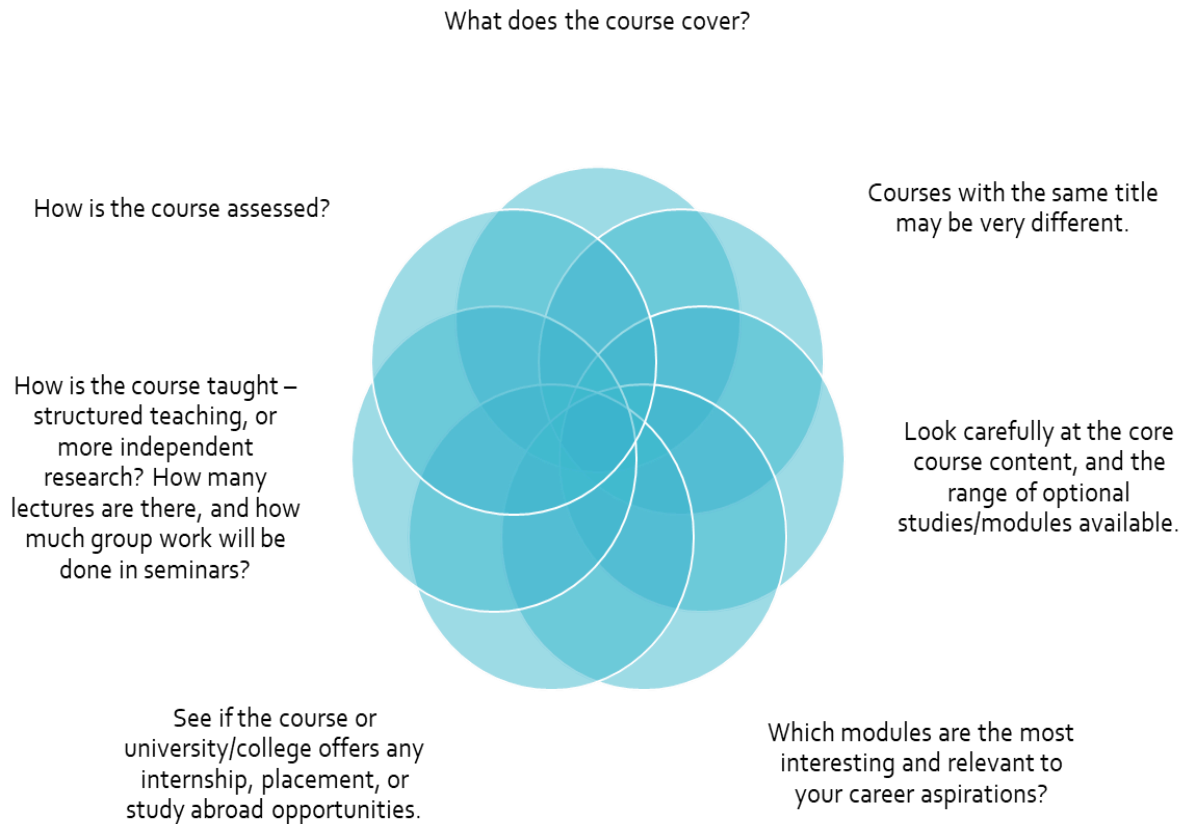 What does the course cover?
Courses with the same title
may be very different.
Look carefully at the core
course content, and the
range of optional
studies/modules available.
Which modules are the most
interesting and relevant to
your career aspirations?
See if the course or
university/college offers any
internship, placement, or
study abroad opportunities.
How is the course taught –
structured teaching, or
more independent
research? How many
lectures are there, and how
much group work will be
done in seminars?
How is the course assessed?